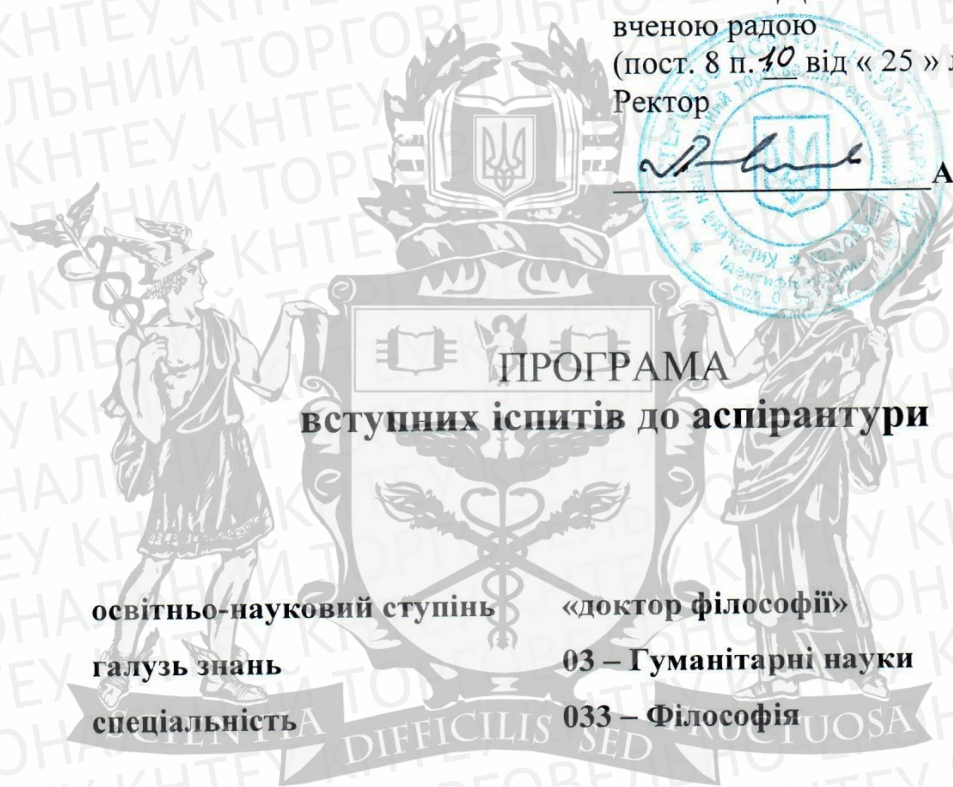 вченою радою
(пост. 8 п. 10 від « 25 »
Ректор
А
ПРОГРАМА
вступних іспитів до аспірантури
освітньо-науковий ступінь «доктор філософії»
галузь знань 03 – Гуманітарні науки
спеціальність 033 – Філософія
SCIENTIA DIFFICILIS SED FRUCTUOSA